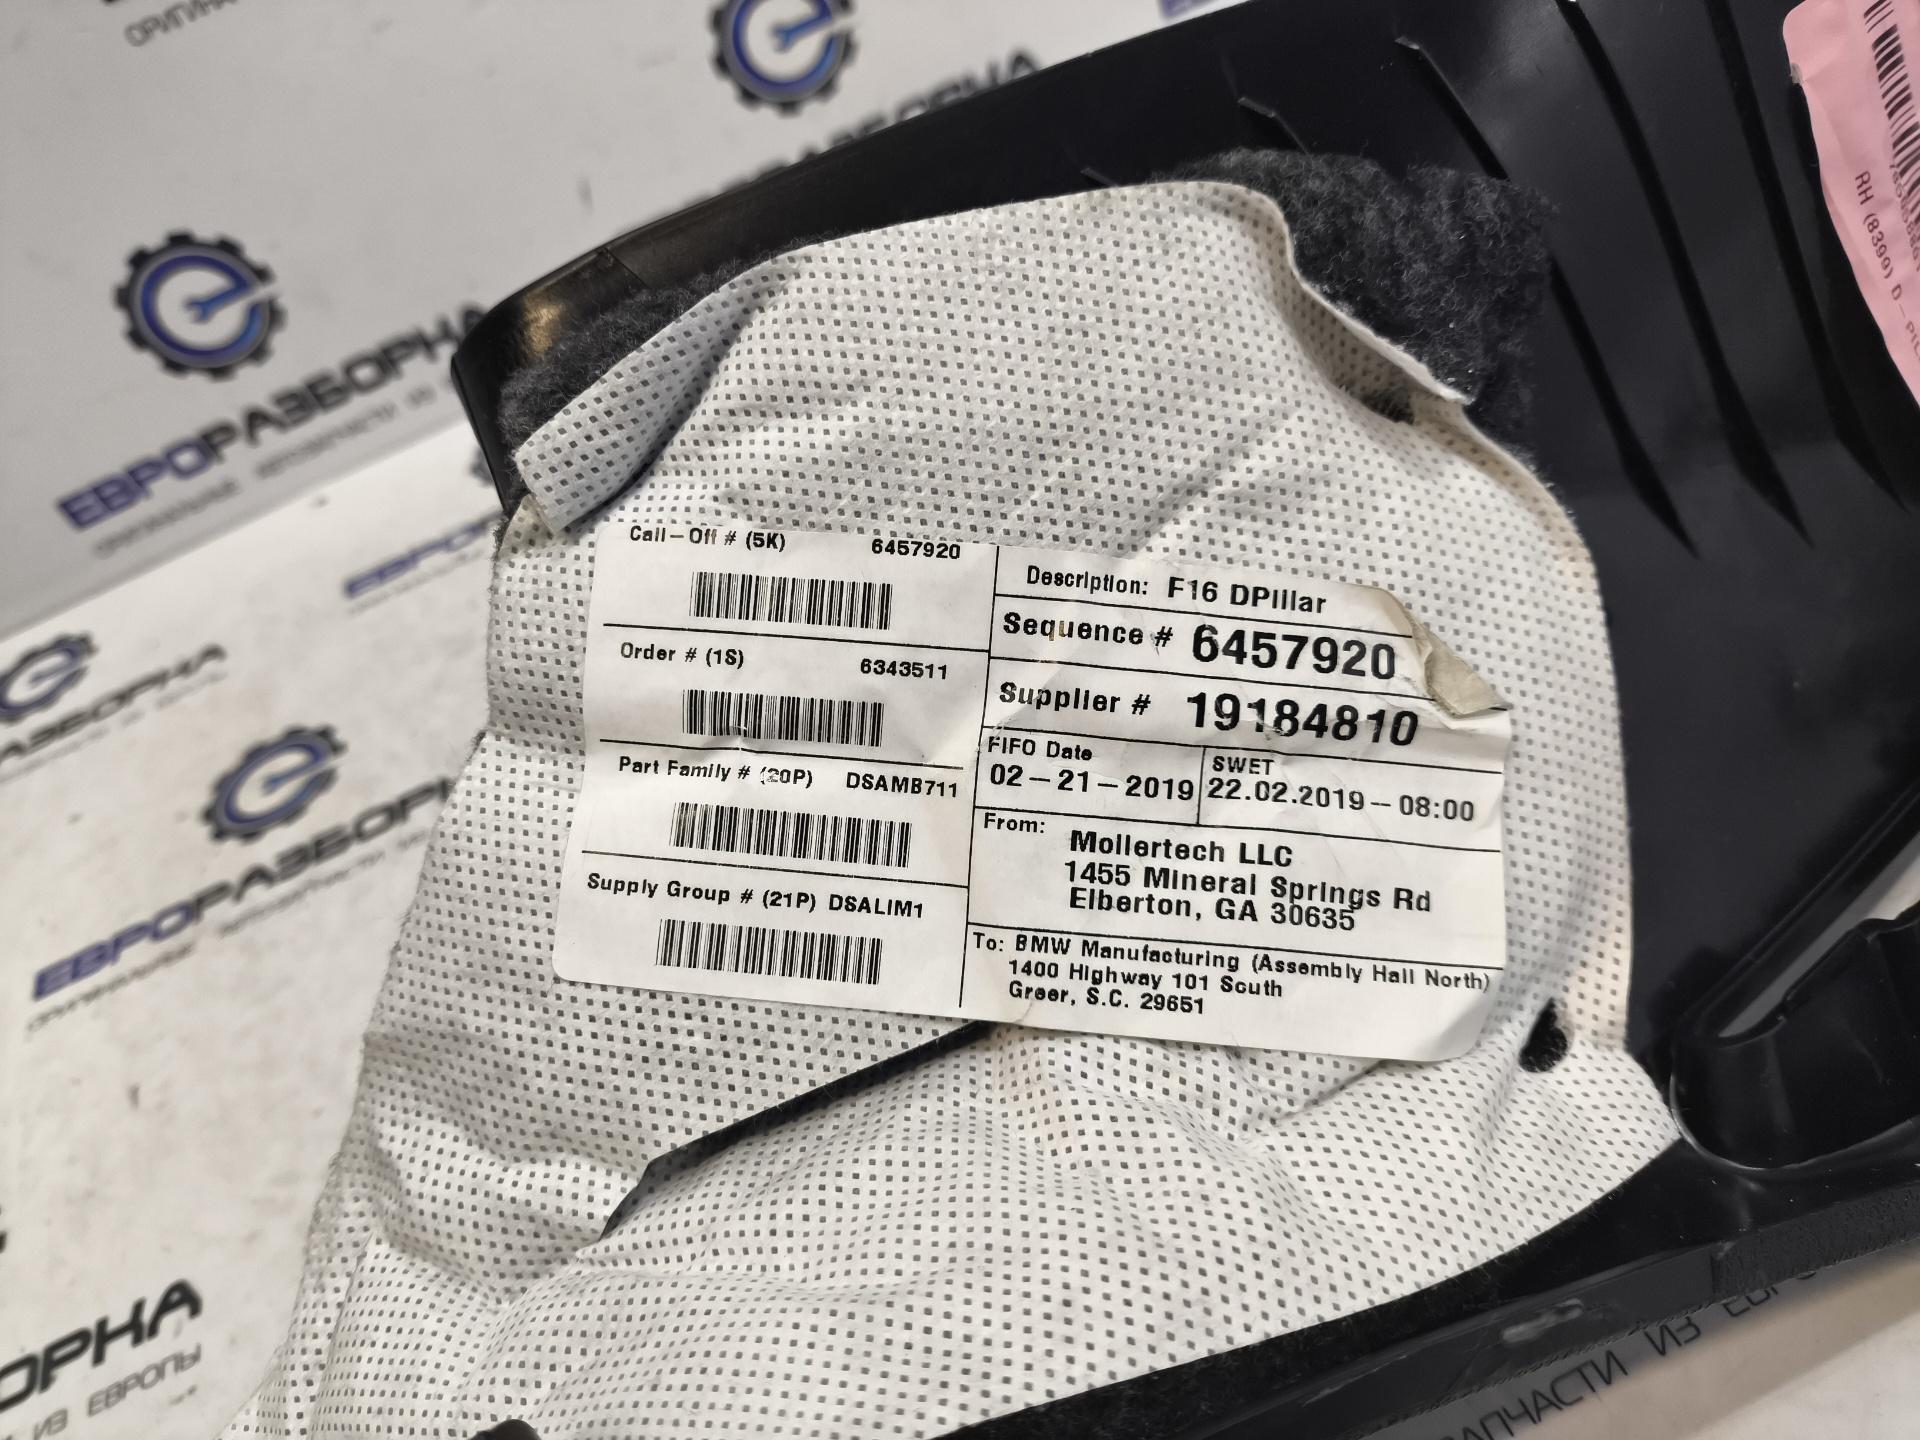 Call-Off # (5K) 6457920
Order # (1S) 6343511
Part Family # (20P) DSAMB711
Supply Group # (21P) DSALIM1
Description: F16 DPillar
Sequence # 6457920
Supplier # 19184810
FIFO Date
02-21-2019
SWET
22.02.2019-08:00
From:
Mollertech LLC
1455 Mineral Springs Rd
Elberton, GA 30635
To: BMW Manufacturing (Assembly Hall North)
1400 Highway 101 South
Greer, S.C. 29651
RH (8399) D-
ЕВРОРАЗБОРКА
ЕВРОРАЗБОРКА
ИЗ ЕВРОПЫ
ЗАПЧАСТИ ИЗ